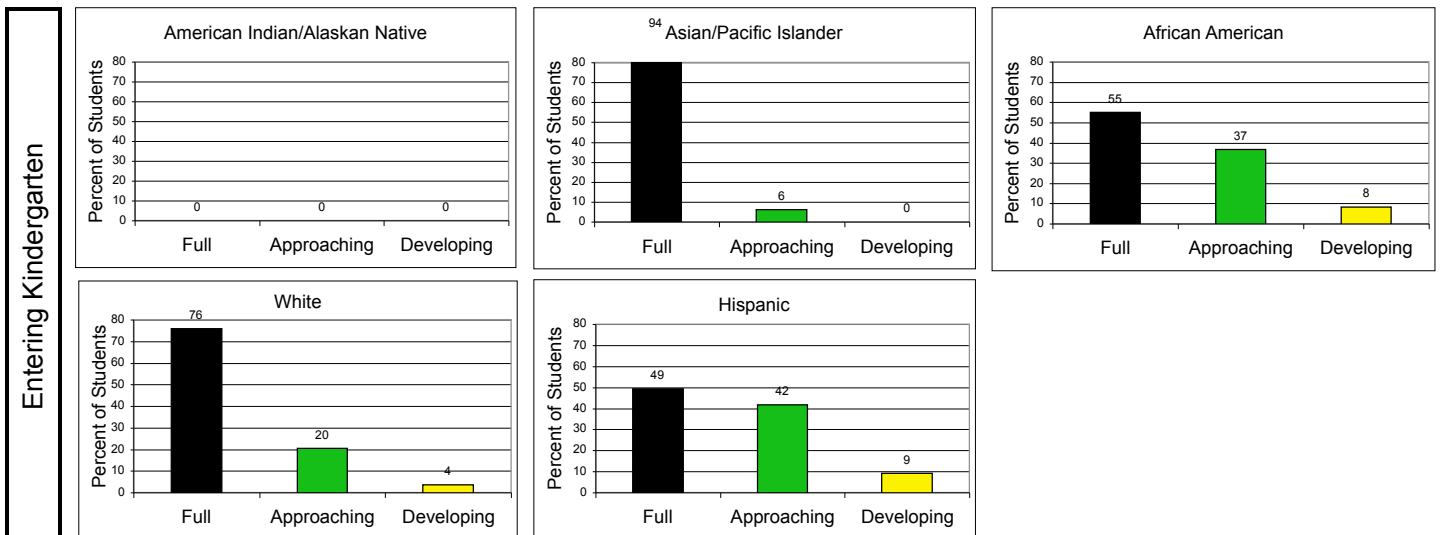 Entering Kindergarten
American Indian/Alaskan Native
Percent of Students
80
70
60
50
40
30
20
10
0
0 0 0
Full Approaching Developing
94 Asian/Pacific Islander
Percent of Students
80
70
60
50
40
30
20
10
0
6 0
Full Approaching Developing
African American
Percent of Students
80
70
60
50
40
30
20
10
0
55 37 8
Full Approaching Developing
White
Percent of Students
80
70
60
50
40
30
20
10
0
76 20 4
Full Approaching Developing
Hispanic
Percent of Students
80
70
60
50
40
30
20
10
0
49 42 9
Full Approaching Developing